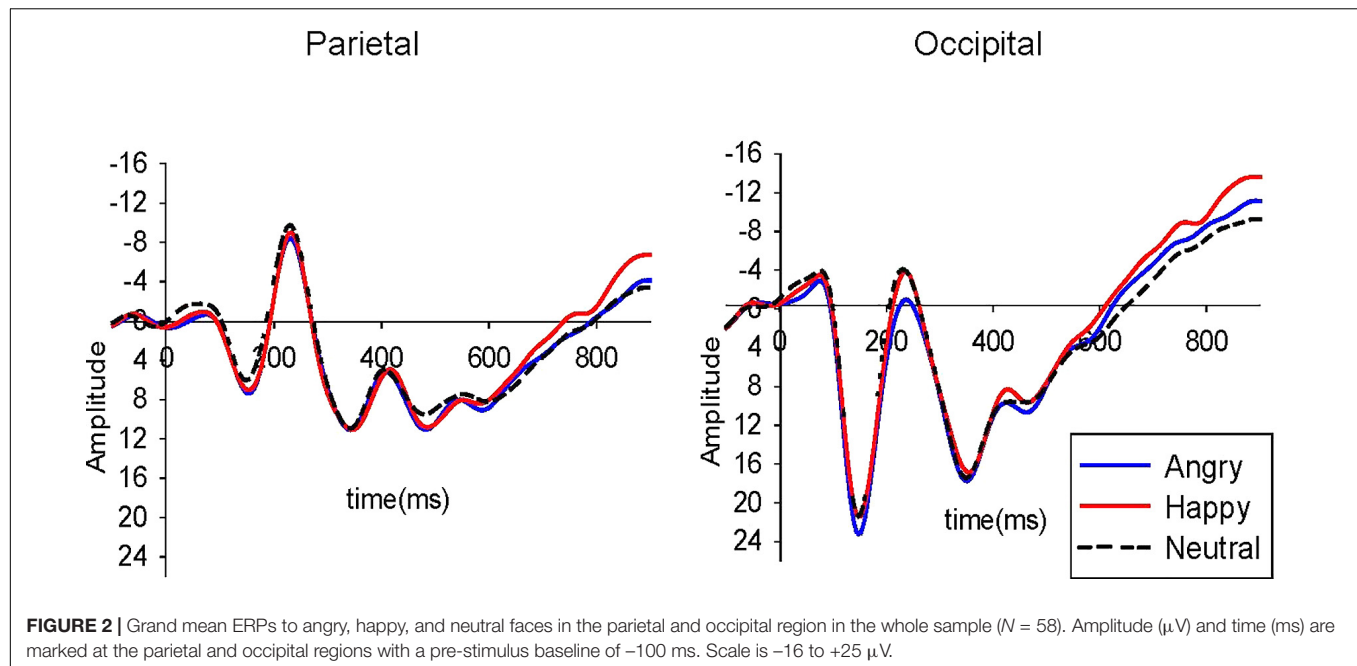 Parietal
Occipital
-16
-12
-8
-4
0
4
8
12
16
20
24
Amplitude
0
200
400
600
800
time(ms)
-16
-12
-8
-4
0
4
8
12
16
20
24
Amplitude
0
200
400
600
800
time(ms)
Angry
Happy
Neutral
FIGURE 2 | Grand mean ERPs to angry, happy, and neutral faces in the parietal and occipital region in the whole sample (N = 58). Amplitude (μV) and time (ms) are
marked at the parietal and occipital regions with a pre-stimulus baseline of –100 ms. Scale is –16 to +25 μV.